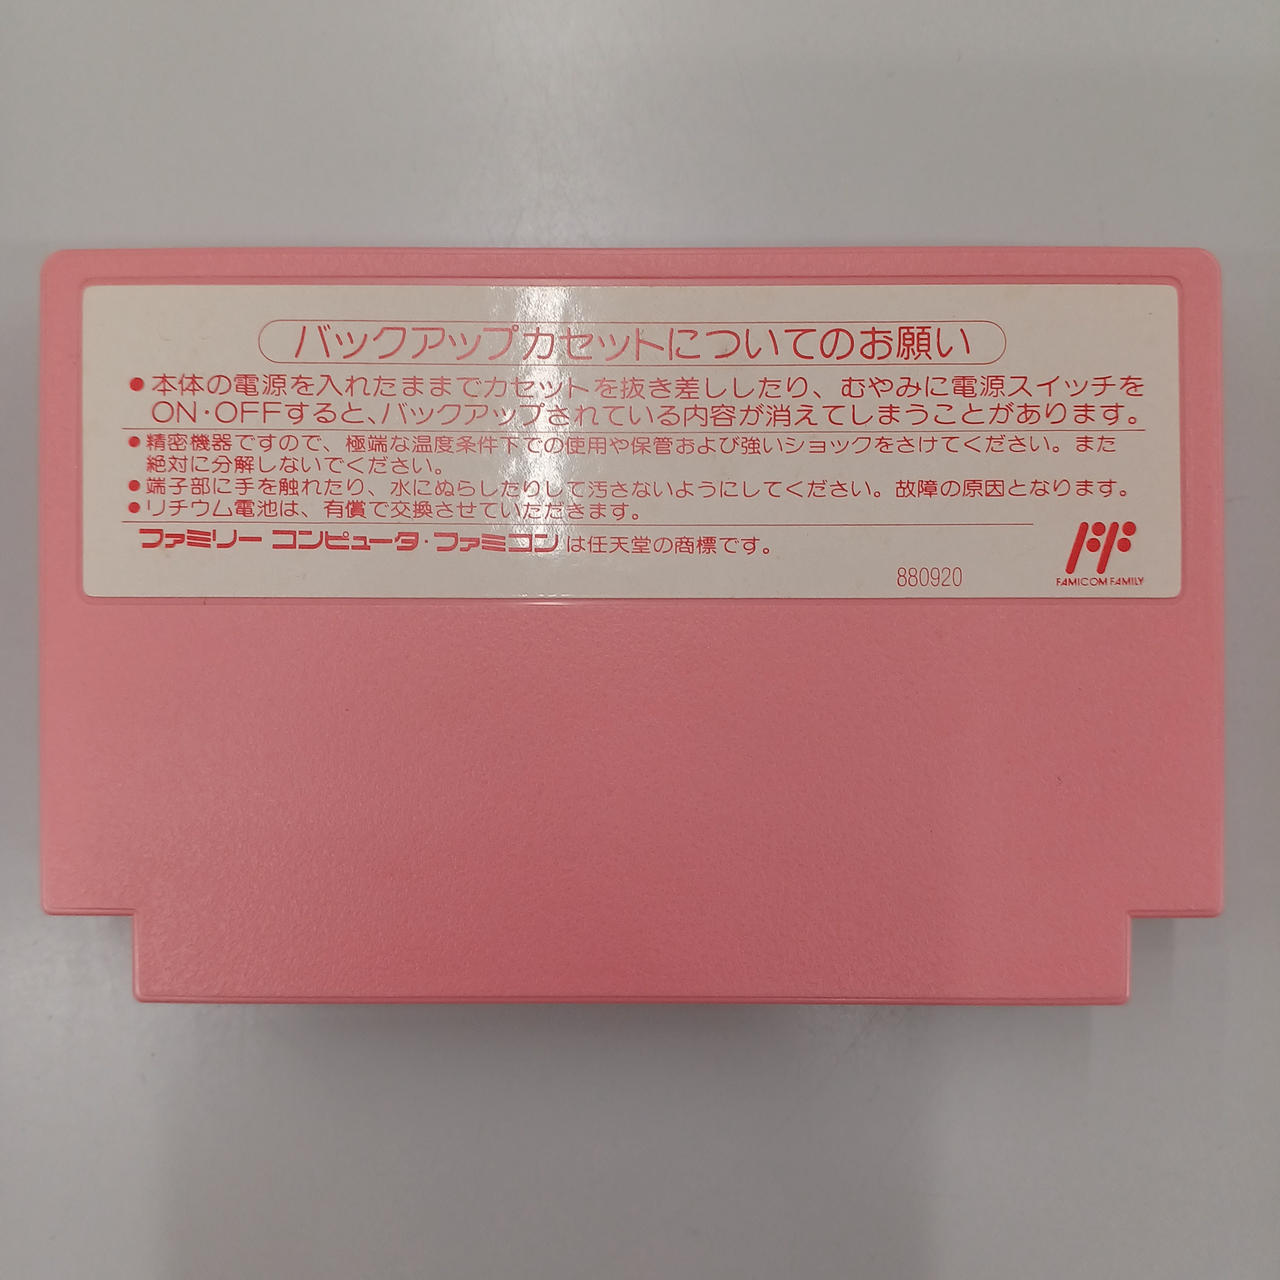 バックアップカセットについてのお願い
●本体の電源を入れたままでカセットを抜き差ししたり、むやみに電源スイッチを
ON・OFFすると、バックアップされている内容が消えてしまうことがあります。
●精密機器ですので、極端な温度条件下での使用や保管および強いショックをさけてください。また
絶対に分解しないでください。
●端子部に手を触れたり、水にぬらしたりして汚さないようにしてください。故障の原因となります。
●リチウム電池は、有償で交換させていただきます。
ファミリー コンピュータ・ファミコンは任天堂の商標です。
880920
FAMICOM FAMILY